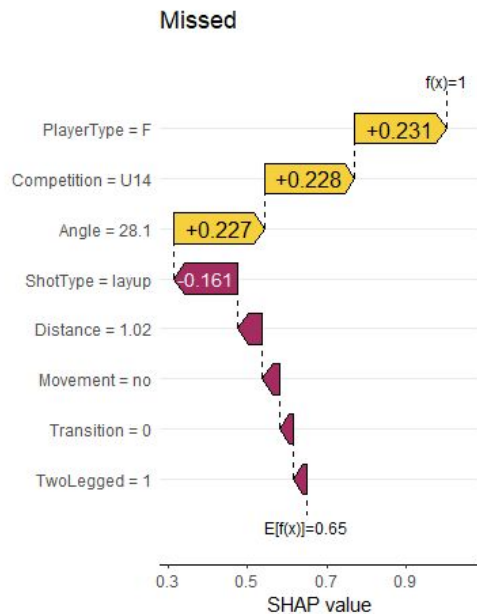 Missed
f(x)=1
PlayerType = F
+0.231
Competition = U14
+0.228
Angle = 28.1
+0.227
ShotType = layup
-0.161
Distance = 1.02
Movement = no
Transition = 0
TwoLegged = 1
E[f(x)]=0.65
0.3 0.5 0.7 0.9
SHAP value